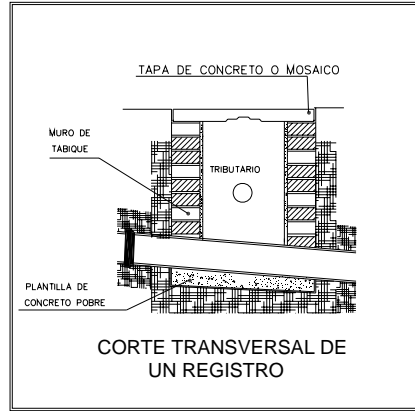 TAPA DE CONCRETO O MOSAICO
MURO DE
TABIQUE
TRIBUTARIO
PLANTILLA DE
CONCRETO POBRE
CORTE TRANSVERSAL DE
UN REGISTRO